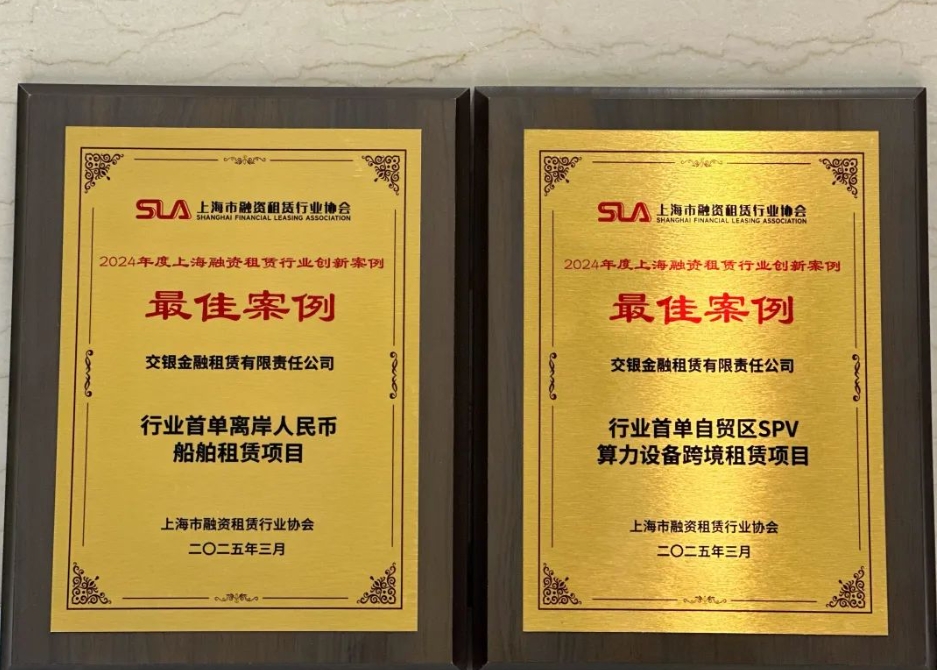 SLA 上海市融资租赁行业协会
SHANGHAI FINANCIAL LEASING ASSOCIATION
2024年度上海融资租赁行业创新案例
最佳案例
交银金融租赁有限责任公司
行业首单离岸人民币
船舶租赁项目
上海市融资租赁行业协会
二〇二五年三月
SLA 上海市融资租赁行业协会
SHANGHAI FINANCIAL LEASING ASSOCIATION
2024年度上海融资租赁行业创新案例
最佳案例
交银金融租赁有限责任公司
行业首单自贸区SPV
算力设备跨境租赁项目
上海市融资租赁行业协会
二〇二五年三月